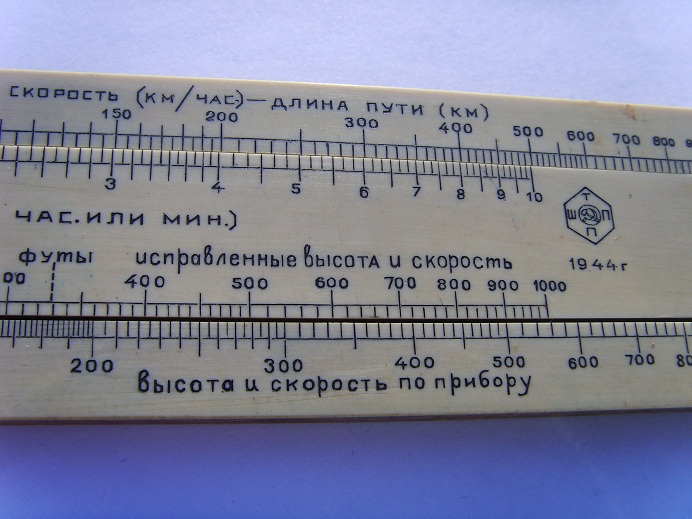 СКОРОСТЬ (КМ/ЧАС.)—ДЛИНА ПУТИ (КМ)
150 200 300 400 500 600 700 800
3 4 5 6 7 8 9 10
ЧАС. ИЛИ МИН.)
Т
Ш П
П
1944г
футы исправленные высота и скорость
400 500 600 700 800 900 1000
200 300 400 500 600 700
высота и скорость по прибору